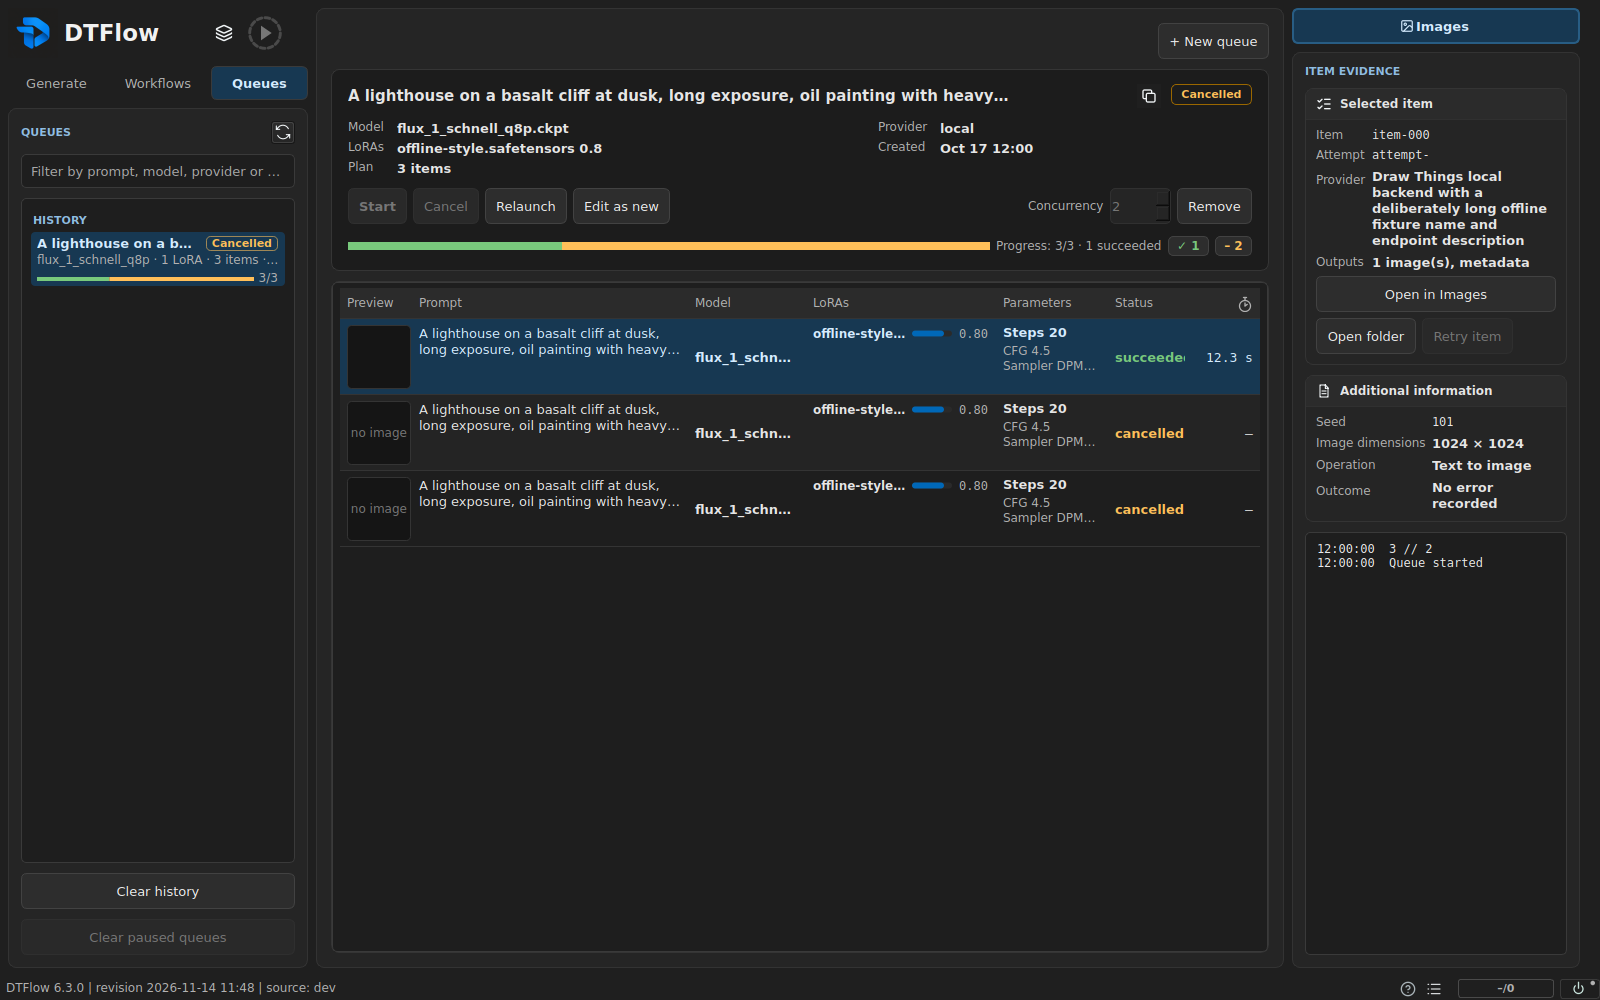 DTFlow
Generate
Workflows
Queues
QUEUES
Filter by prompt, model, provider or ...
HISTORY
A lighthouse on a b...
Cancelled
flux_1_schnell_q8p · 1 LoRA · 3 items ·...
3/3
Clear history
Clear paused queues
+ New queue
A lighthouse on a basalt cliff at dusk, long exposure, oil painting with heavy...
Cancelled
Model flux_1_schnell_q8p.ckpt
Provider local
LoRAs offline-style.safetensors 0.8
Created Oct 17 12:00
Plan 3 items
Start
Cancel
Relaunch
Edit as new
Concurrency 2
Remove
Progress: 3/3 · 1 succeeded
✓ 1
– 2
Preview Prompt Model LoRAs Parameters Status
A lighthouse on a basalt cliff at dusk,
long exposure, oil painting with heavy...
flux_1_schn...
offline-style... 0.80
Steps 20
CFG 4.5
Sampler DPM...
succeeded
12.3 s
no image
A lighthouse on a basalt cliff at dusk,
long exposure, oil painting with heavy...
flux_1_schn...
offline-style... 0.80
Steps 20
CFG 4.5
Sampler DPM...
cancelled
–
no image
A lighthouse on a basalt cliff at dusk,
long exposure, oil painting with heavy...
flux_1_schn...
offline-style... 0.80
Steps 20
CFG 4.5
Sampler DPM...
cancelled
–
Images
ITEM EVIDENCE
Selected item
Item item-000
Attempt attempt-
Provider Draw Things local
backend with a
deliberately long offline
fixture name and
endpoint description
Outputs 1 image(s), metadata
Open in Images
Open folder
Retry item
Additional information
Seed 101
Image dimensions 1024 × 1024
Operation Text to image
Outcome No error
recorded
12:00:00 3 // 2
12:00:00 Queue started
DTFlow 6.3.0 | revision 2026-11-14 11:48 | source: dev
–/0